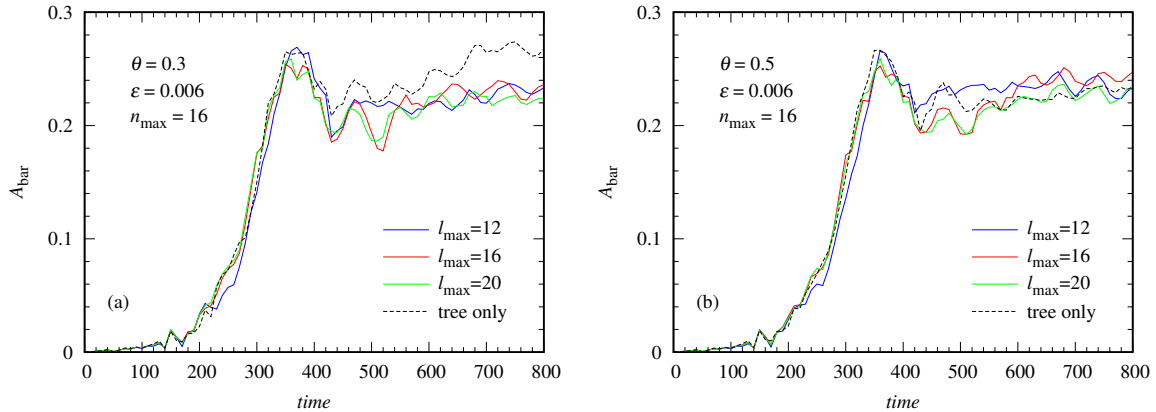 0.3
0.2
0.1
0
A_bar
θ = 0.3
ε = 0.006
n_max = 16
l_max=12
l_max=16
l_max=20
tree only
(a)
0 100 200 300 400 500 600 700 800
time
0.3
0.2
0.1
0
A_bar
θ = 0.5
ε = 0.006
n_max = 16
l_max=12
l_max=16
l_max=20
tree only
(b)
0 100 200 300 400 500 600 700 800
time